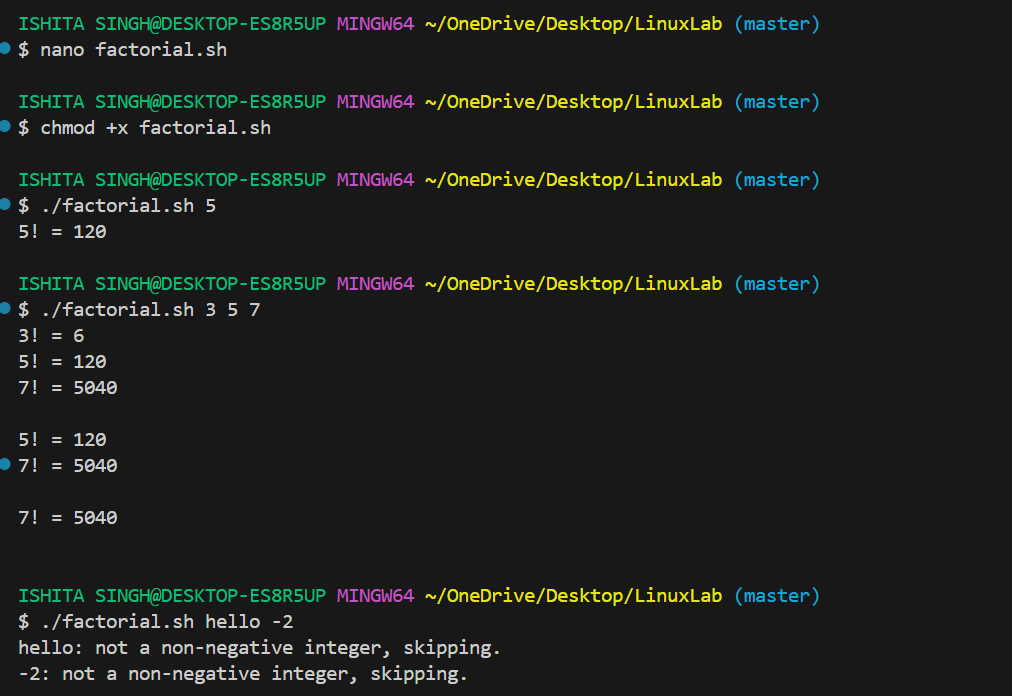 ISHITA SINGH@DESKTOP-ES8R5UP MINGW64 ~/OneDrive/Desktop/LinuxLab (master)
$ nano factorial.sh
ISHITA SINGH@DESKTOP-ES8R5UP MINGW64 ~/OneDrive/Desktop/LinuxLab (master)
$ chmod +x factorial.sh
ISHITA SINGH@DESKTOP-ES8R5UP MINGW64 ~/OneDrive/Desktop/LinuxLab (master)
$ ./factorial.sh 5
5! = 120
ISHITA SINGH@DESKTOP-ES8R5UP MINGW64 ~/OneDrive/Desktop/LinuxLab (master)
$ ./factorial.sh 3 5 7
3! = 6
5! = 120
7! = 5040
5! = 120
7! = 5040
7! = 5040
ISHITA SINGH@DESKTOP-ES8R5UP MINGW64 ~/OneDrive/Desktop/LinuxLab (master)
$ ./factorial.sh hello -2
hello: not a non-negative integer, skipping.
-2: not a non-negative integer, skipping.